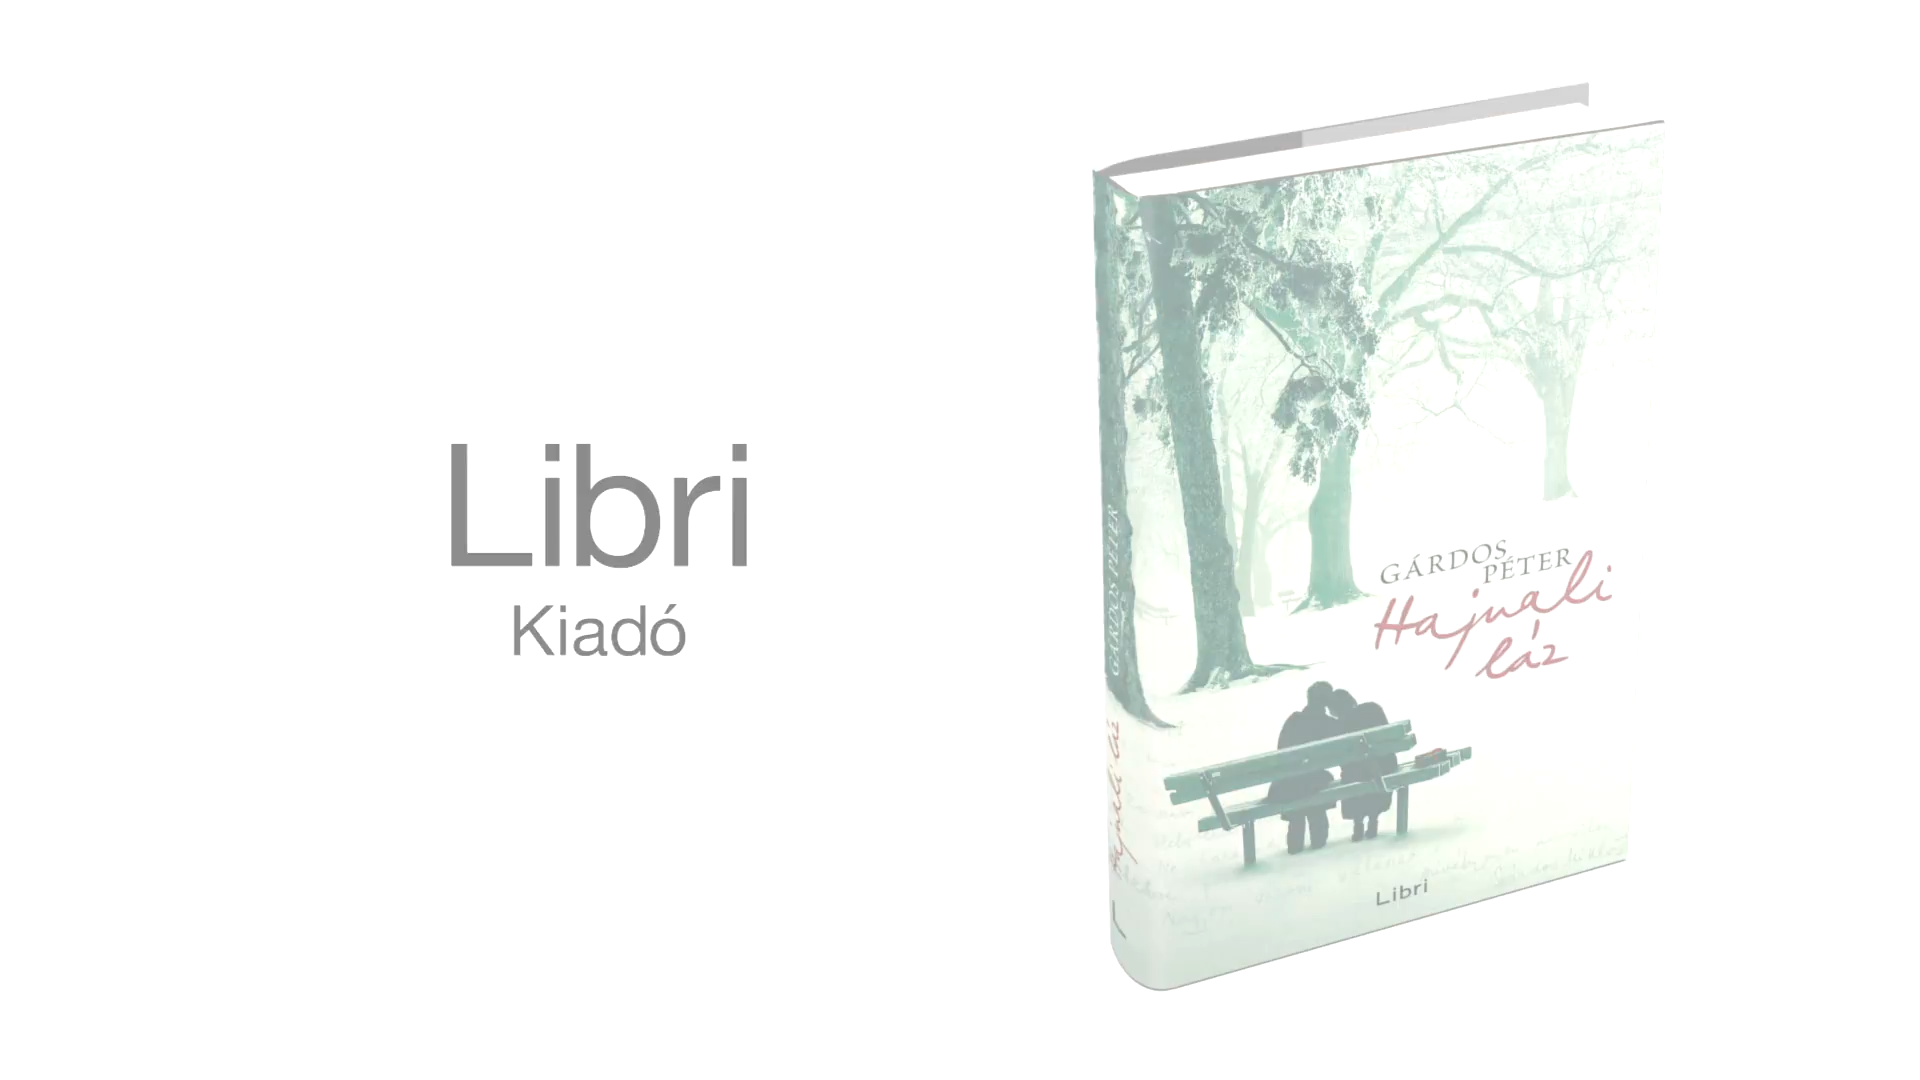 Libri
Kiadó
GÁRDOS
PÉTER
Hajnali
láz
Libri
GÁRDOS PÉTER
Hajnali láz
L